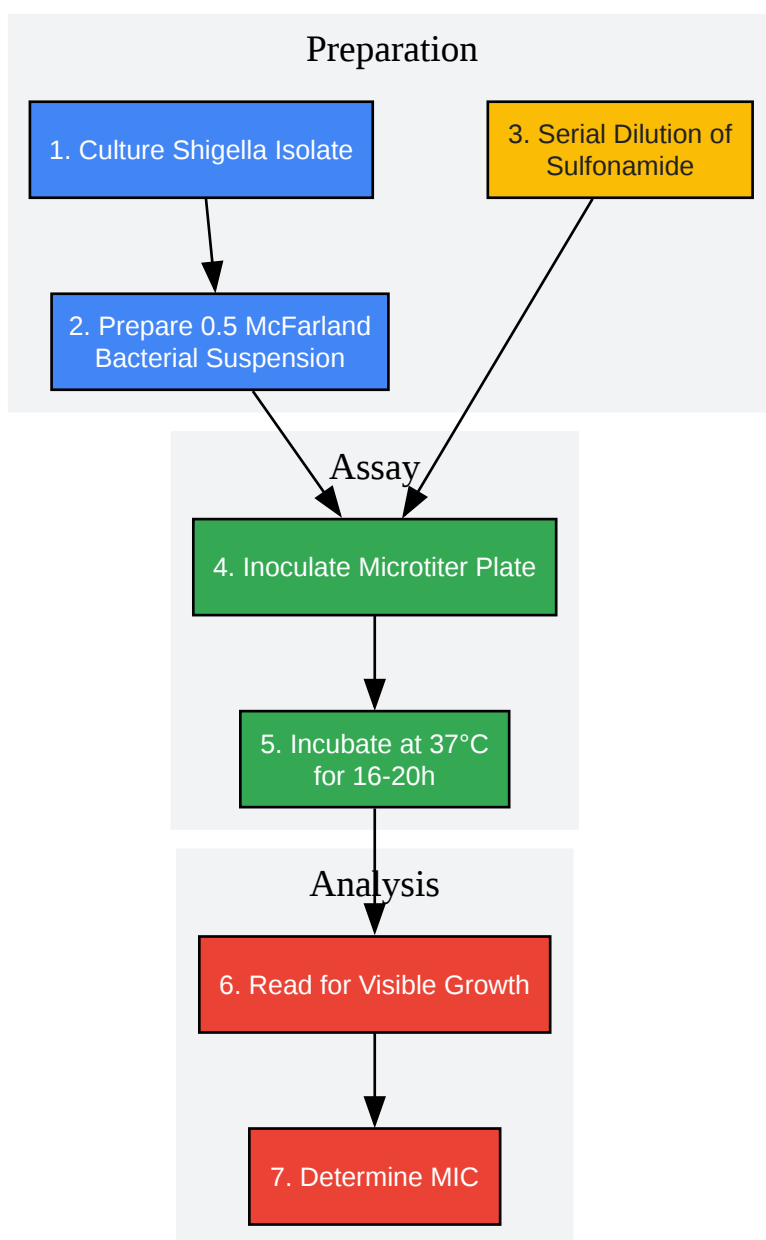 Preparation
1. Culture Shigella Isolate
3. Serial Dilution of
Sulfonamide
2. Prepare 0.5 McFarland
Bacterial Suspension
Assay
4. Inoculate Microtiter Plate
5. Incubate at 37°C
for 16-20h
Analysis
6. Read for Visible Growth
7. Determine MIC